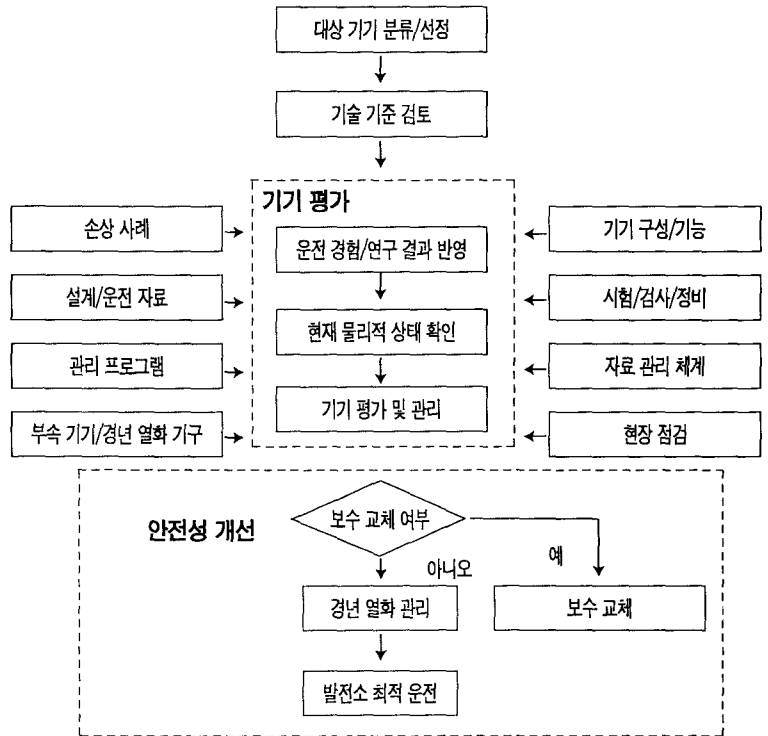 대상 기기 분류/선정
기술 기준 검토
기기 평가
손상 사례
운전 경험/연구 결과 반영
기기 구성/기능
설계/운전 자료
현재 물리적 상태 확인
시험/검사/정비
관리 프로그램
자료 관리 체계
기기 평가 및 관리
부속 기기/경년 열화 기구
현장 점검
안전성 개선
보수 교체 여부
아니오
예
경년 열화 관리
보수 교체
발전소 최적 운전